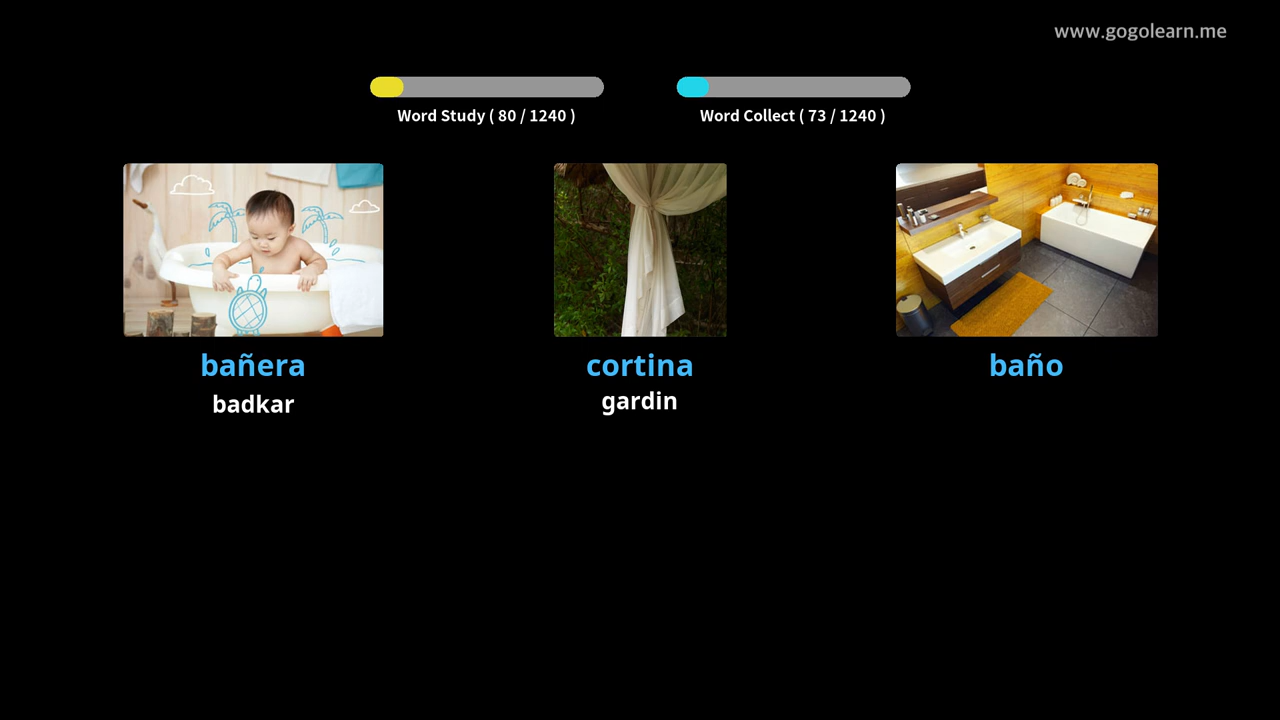 www.gogolearn.me
Word Study ( 80 / 1240 )
Word Collect ( 73 / 1240 )
bañera
cortina
baño
badkar
gardin